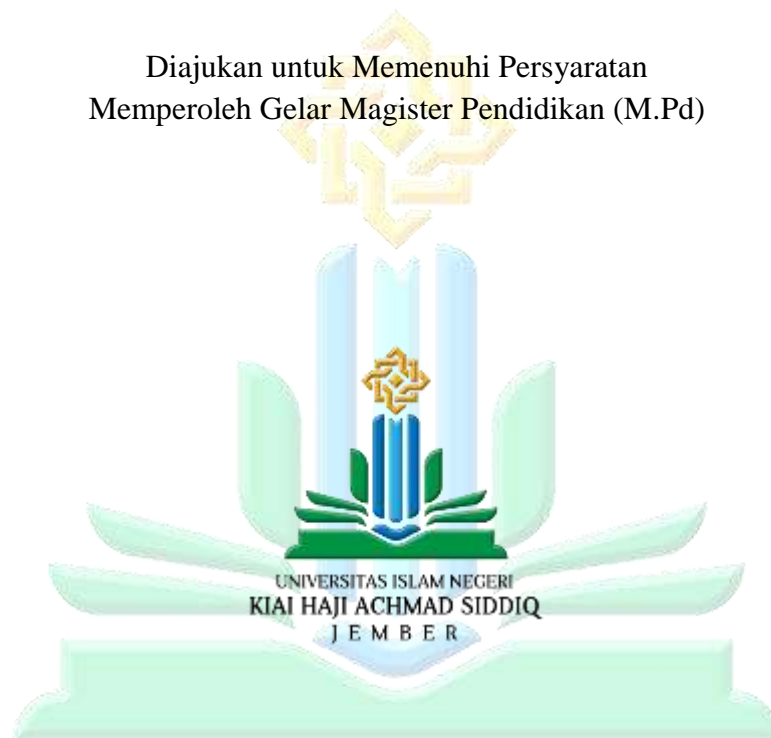 Diajukan untuk Memenuhi Persyaratan
Memperoleh Gelar Magister Pendidikan (M.Pd)
UNIVERSITAS ISLAM NEGERI
KIAI HAJI ACHMAD SIDDIQ
JEMBER